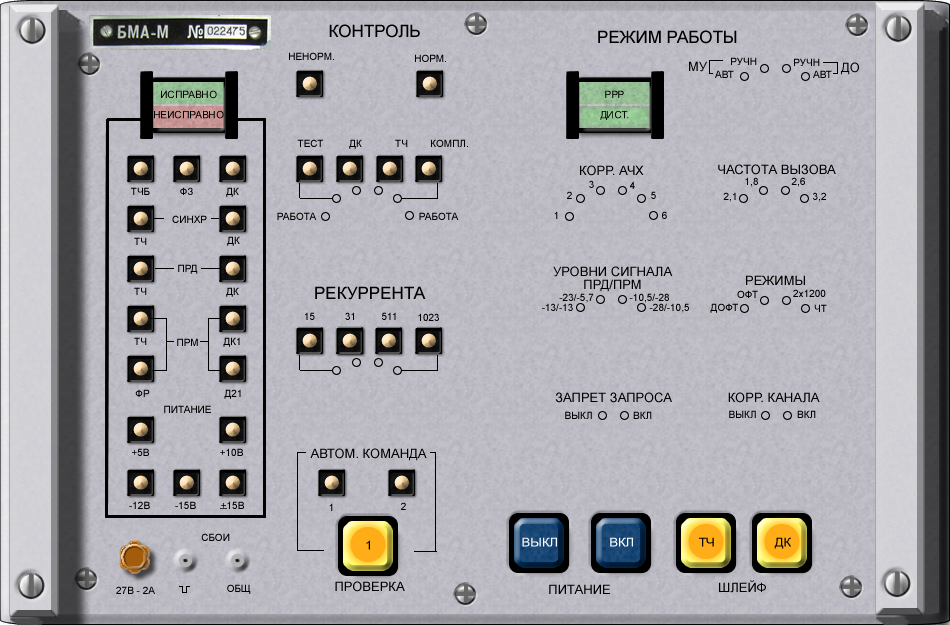 БМА-М № 022475
ИСПРАВНО
НЕИСПРАВНО
ТЧБ ФЗ ДК
СИНХР
ТЧ ДК
ПРД
ТЧ ДК
ПРМ
ТЧ ДК1
ФР Д21
ПИТАНИЕ
+5В +10В
-12В -15В ±15В
СБОИ
27В - 2А ОБЩ
КОНТРОЛЬ
НЕНОРМ. НОРМ.
ТЕСТ ДК ТЧ КОМПЛ.
РАБОТА РАБОТА
РЕКУРРЕНТА
15 31 511 1023
АВТОМ. КОМАНДА
1 2
1
ПРОВЕРКА
РЕЖИМ РАБОТЫ
РРР
ДИСТ.
МУ РУЧН РУЧН ДО
АВТ АВТ
КОРР. АЧХ
3 4
2 5
1 6
ЧАСТОТА ВЫЗОВА
1,8 2,6
2,1 3,2
УРОВНИ СИГНАЛА
ПРД/ПРМ
-23/-5,7 -10,5/-28
-13/-13 -28/-10,5
РЕЖИМЫ
ОФТ 2х1200
ДОФТ ЧТ
ЗАПРЕТ ЗАПРОСА
ВЫКЛ ВКЛ
КОРР. КАНАЛА
ВЫКЛ ВКЛ
ВЫКЛ ВКЛ
ПИТАНИЕ
ТЧ ДК
ШЛЕЙФ